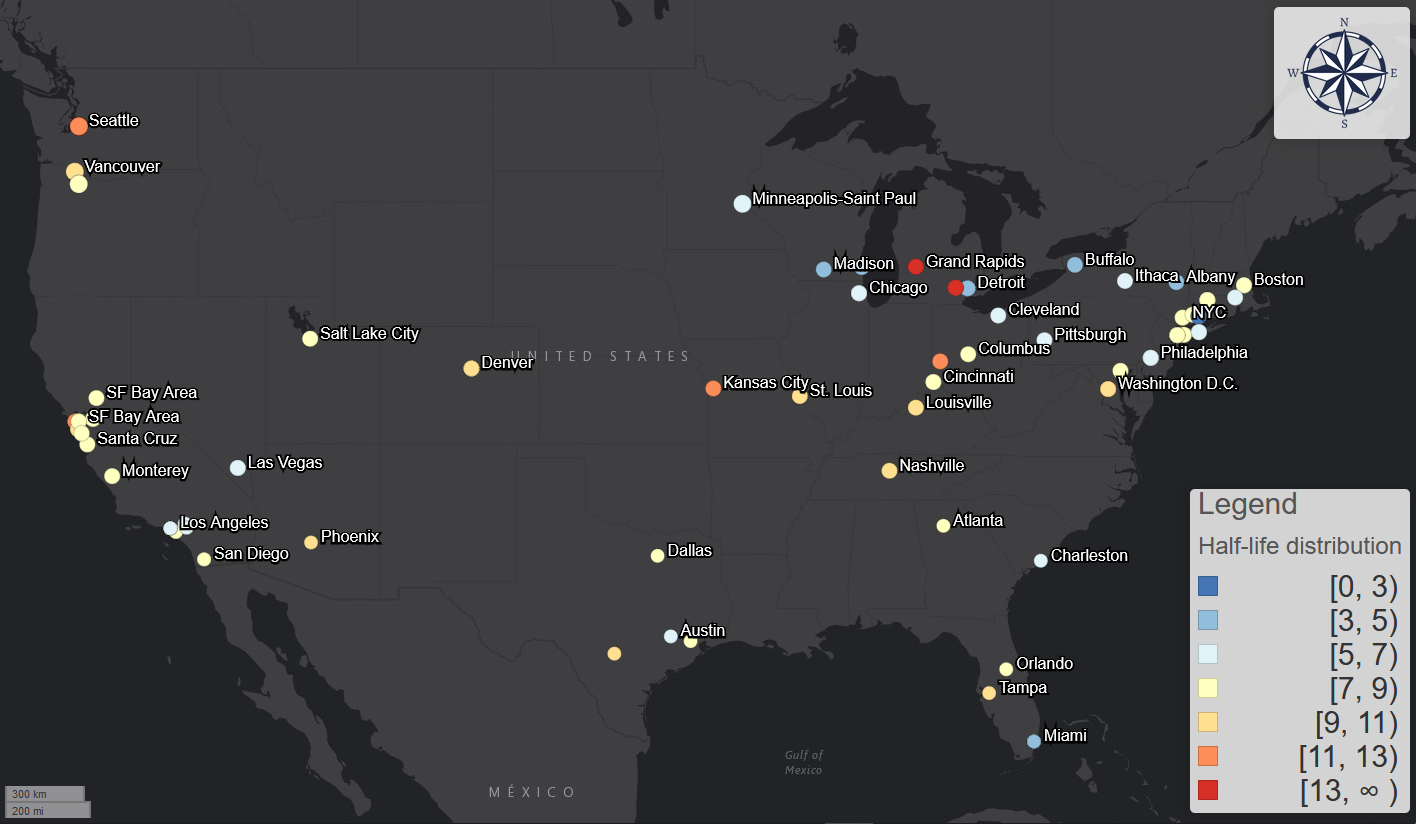 N
W
E
S
Seattle
Vancouver
Minneapolis-Saint Paul
Madison
Grand Rapids
Buffalo
Ithaca
Albany
Boston
Chicago
Detroit
Cleveland
NYC
Salt Lake City
Pittsburgh
Columbus
Philadelphia
UNITED STATES
Denver
Cincinnati
Washington D.C.
Kansas City
St. Louis
SF Bay Area
Louisville
SF Bay Area
Santa Cruz
Las Vegas
Nashville
Monterey
Los Angeles
Atlanta
Phoenix
San Diego
Dallas
Charleston
Austin
Orlando
Tampa
Miami
Gulf of
Mexico
MÉXICO
Legend
Half-life distribution
[0, 3)
[3, 5)
[5, 7)
[7, 9)
[9, 11)
[11, 13)
[13, ∞ )
300 km
200 mi